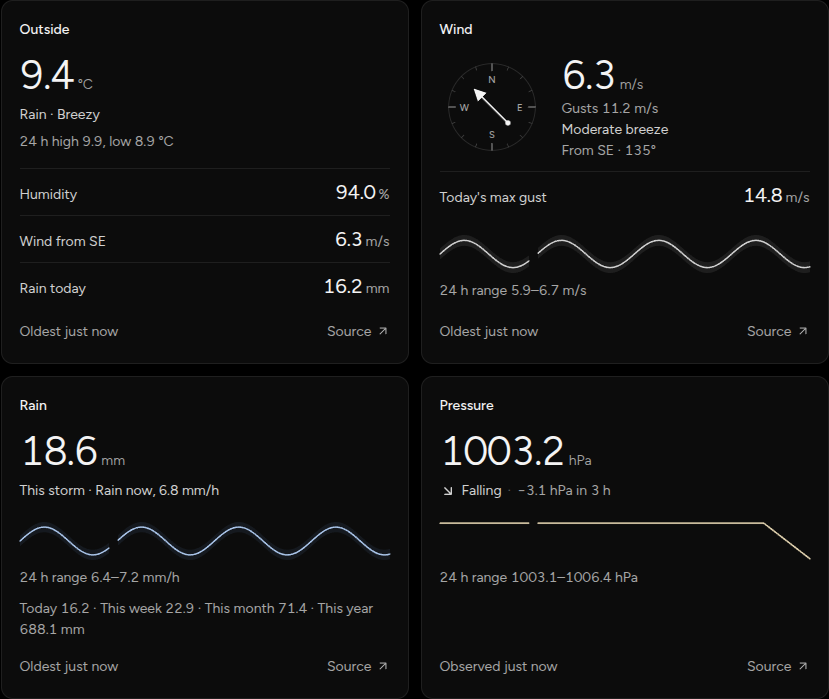 Outside
9.4 °C
Rain · Breezy
24 h high 9.9, low 8.9 °C
Humidity 94.0 %
Wind from SE 6.3 m/s
Rain today 16.2 mm
Oldest just now Source ↗
Wind
N
W E
S
6.3 m/s
Gusts 11.2 m/s
Moderate breeze
From SE · 135°
Today's max gust 14.8 m/s
24 h range 5.9–6.7 m/s
Oldest just now Source ↗
Rain
18.6 mm
This storm · Rain now, 6.8 mm/h
24 h range 6.4–7.2 mm/h
Today 16.2 · This week 22.9 · This month 71.4 · This year
688.1 mm
Oldest just now Source ↗
Pressure
1003.2 hPa
↘ Falling · −3.1 hPa in 3 h
24 h range 1003.1–1006.4 hPa
Observed just now Source ↗